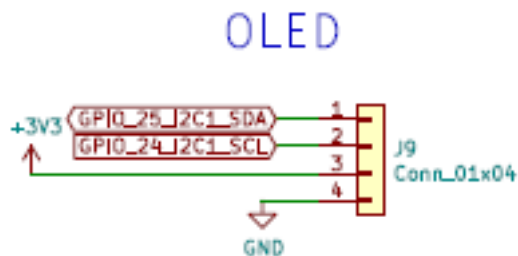 OLED
GPIO_25_I2C1_SDA 1
+3V3 GPIO_24_I2C1_SCL 2 J9
3 Conn_01x04
4
GND